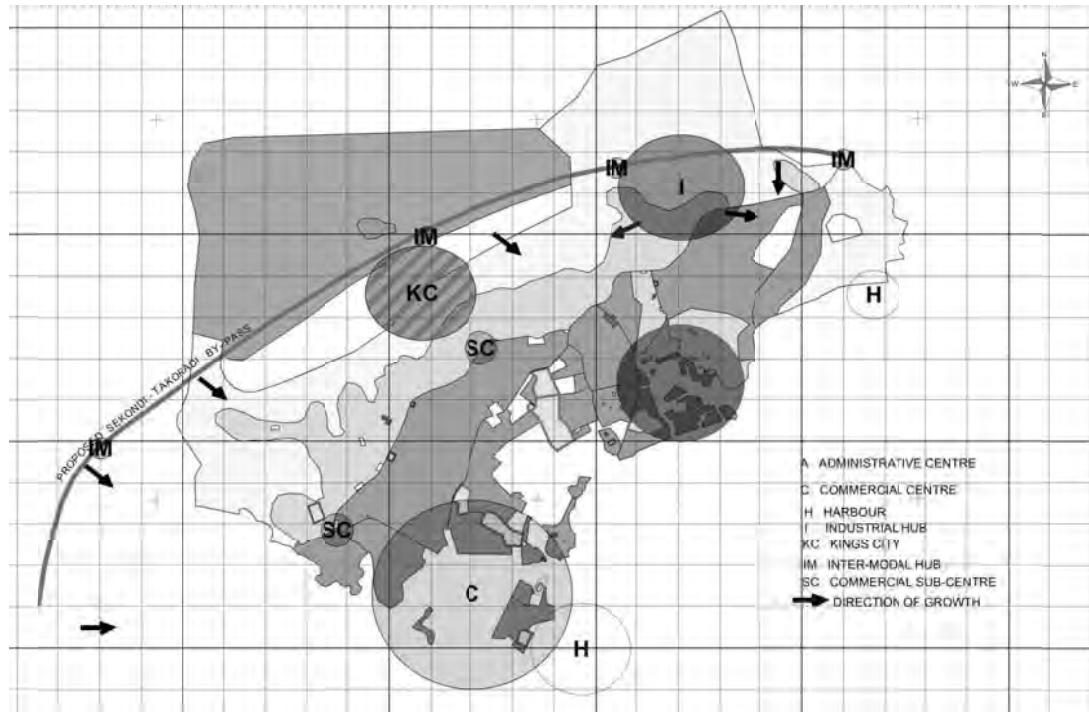 N
W E
S
IM
IM
I
IM
KC
H
SC
PROPOSED SEKONDI-TAKORADI BY-PASS
IM
SC
C
H
A ADMINISTRATIVE CENTRE
C COMMERCIAL CENTRE
H HARBOUR
I INDUSTRIAL HUB
KC KINGS CITY
IM INTER-MODAL HUB
SC COMMERCIAL SUB-CENTRE
DIRECTION OF GROWTH